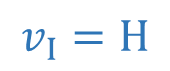 𝑣_I = H